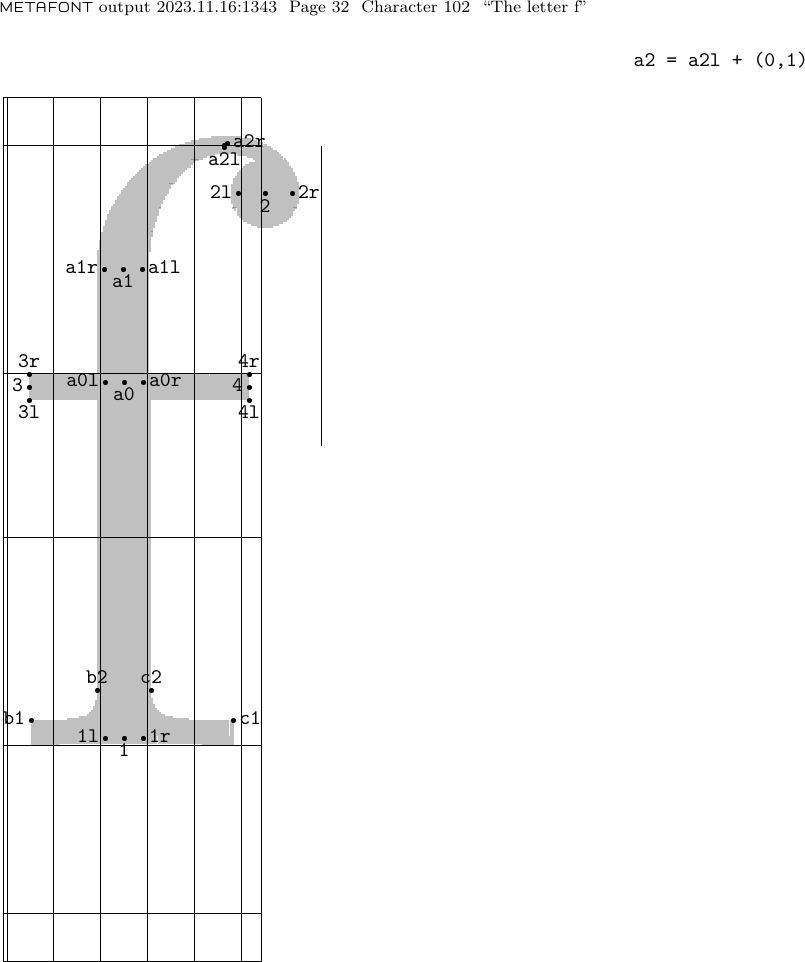 METAFONT output 2023.11.16:1343 Page 32 Character 102 “The letter f”
a2 = a2l + (0,1)
a2r
a2l
2l 2r
2
a1r a1l
a1
3r 4r
3 a0l a0r 4
a0
3l 4l
b2 c2
b1 c1
1l 1r
1